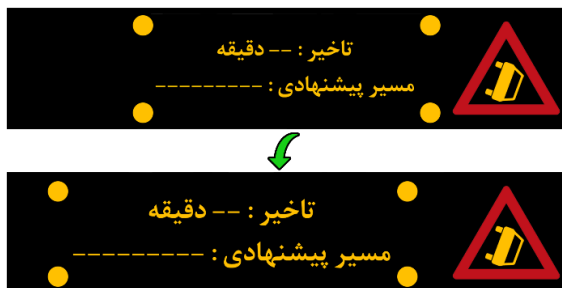 تاخیر : -- دقیقه
مسیر پیشنهادی : ---------
تاخیر : -- دقیقه
مسیر پیشنهادی : ---------